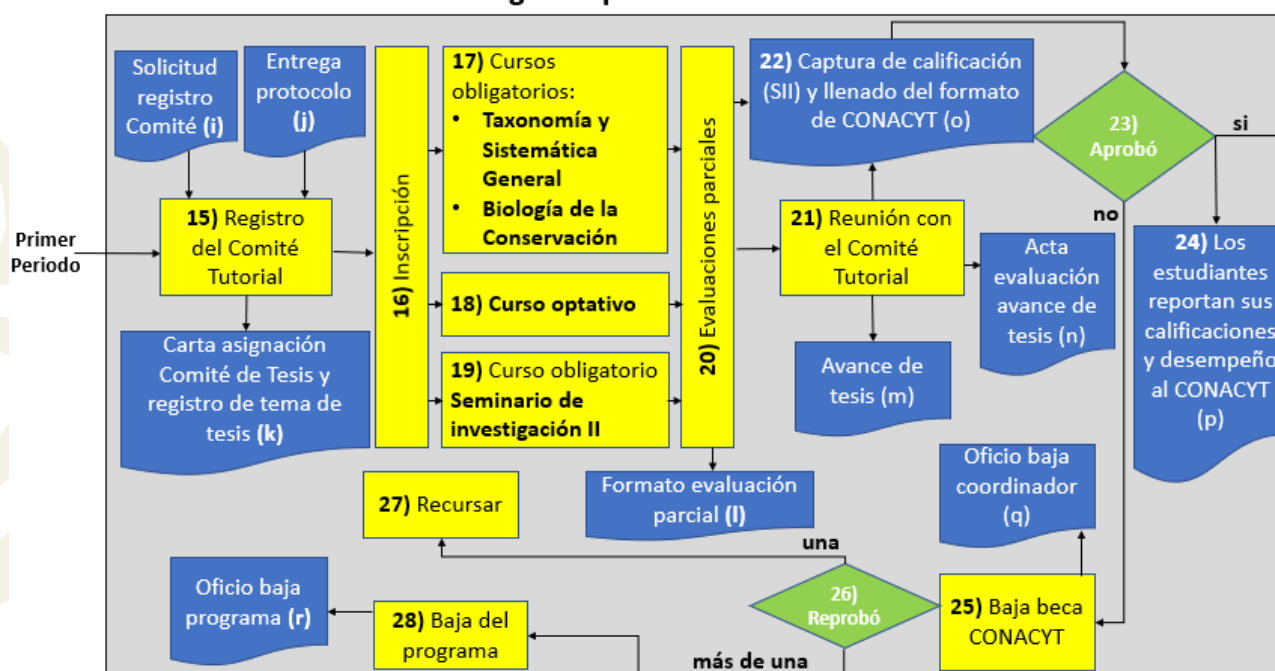 Solicitud
registro
Comité (i)
Entrega
protocolo
(j)
Primer
Periodo
15) Registro
del Comité
Tutorial
Carta asignación
Comité de Tesis y
registro de tema de
tesis (k)
16) Inscripción
17) Cursos
obligatorios:
• Taxonomía y
Sistemática
General
• Biología de la
Conservación
18) Curso optativo
19) Curso obligatorio
Seminario de
investigación II
20) Evaluaciones parciales
Formato evaluación
parcial (l)
22) Captura de calificación
(SII) y llenado del formato
de CONACYT (o)
21) Reunión con
el Comité
Tutorial
Avance de
tesis (m)
Acta
evaluación
avance de
tesis (n)
23)
Aprobó
si
no
24) Los
estudiantes
reportan sus
calificaciones
y desempeño
al CONACYT
(p)
Oficio baja
coordinador
(q)
25) Baja beca
CONACYT
26)
Reprobó
una
más de una
27) Recursar
28) Baja del
programa
Oficio baja
programa (r)